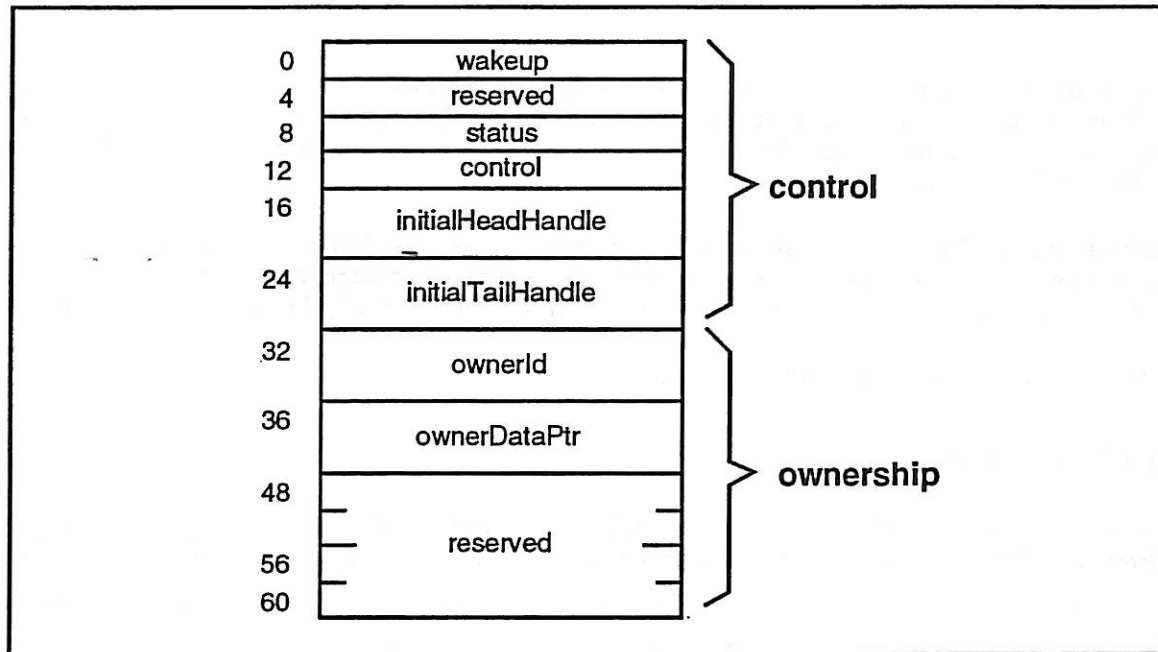 0 wakeup
4 reserved
8 status
12 control
control
16 initialHeadHandle
24 initialTailHandle
32 ownerId
36 ownerDataPtr
ownership
48
reserved
56
60